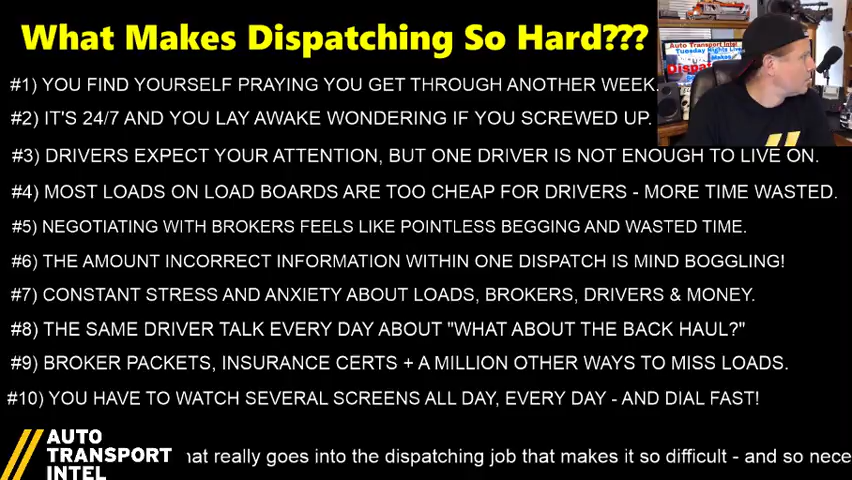 What Makes Dispatching So Hard???
Auto Transport Intel
Tuesday Nights Live
#1) YOU FIND YOURSELF PRAYING YOU GET THROUGH ANOTHER WEEK.
#2) IT'S 24/7 AND YOU LAY AWAKE WONDERING IF YOU SCREWED UP.
#3) DRIVERS EXPECT YOUR ATTENTION, BUT ONE DRIVER IS NOT ENOUGH TO LIVE ON.
#4) MOST LOADS ON LOAD BOARDS ARE TOO CHEAP FOR DRIVERS - MORE TIME WASTED.
#5) NEGOTIATING WITH BROKERS FEELS LIKE POINTLESS BEGGING AND WASTED TIME.
#6) THE AMOUNT INCORRECT INFORMATION WITHIN ONE DISPATCH IS MIND BOGGLING!
#7) CONSTANT STRESS AND ANXIETY ABOUT LOADS, BROKERS, DRIVERS & MONEY.
#8) THE SAME DRIVER TALK EVERY DAY ABOUT "WHAT ABOUT THE BACK HAUL?"
#9) BROKER PACKETS, INSURANCE CERTS + A MILLION OTHER WAYS TO MISS LOADS.
#10) YOU HAVE TO WATCH SEVERAL SCREENS ALL DAY, EVERY DAY - AND DIAL FAST!
AUTO
TRANSPORT
INTEL
hat really goes into the dispatching job that makes it so difficult - and so nece